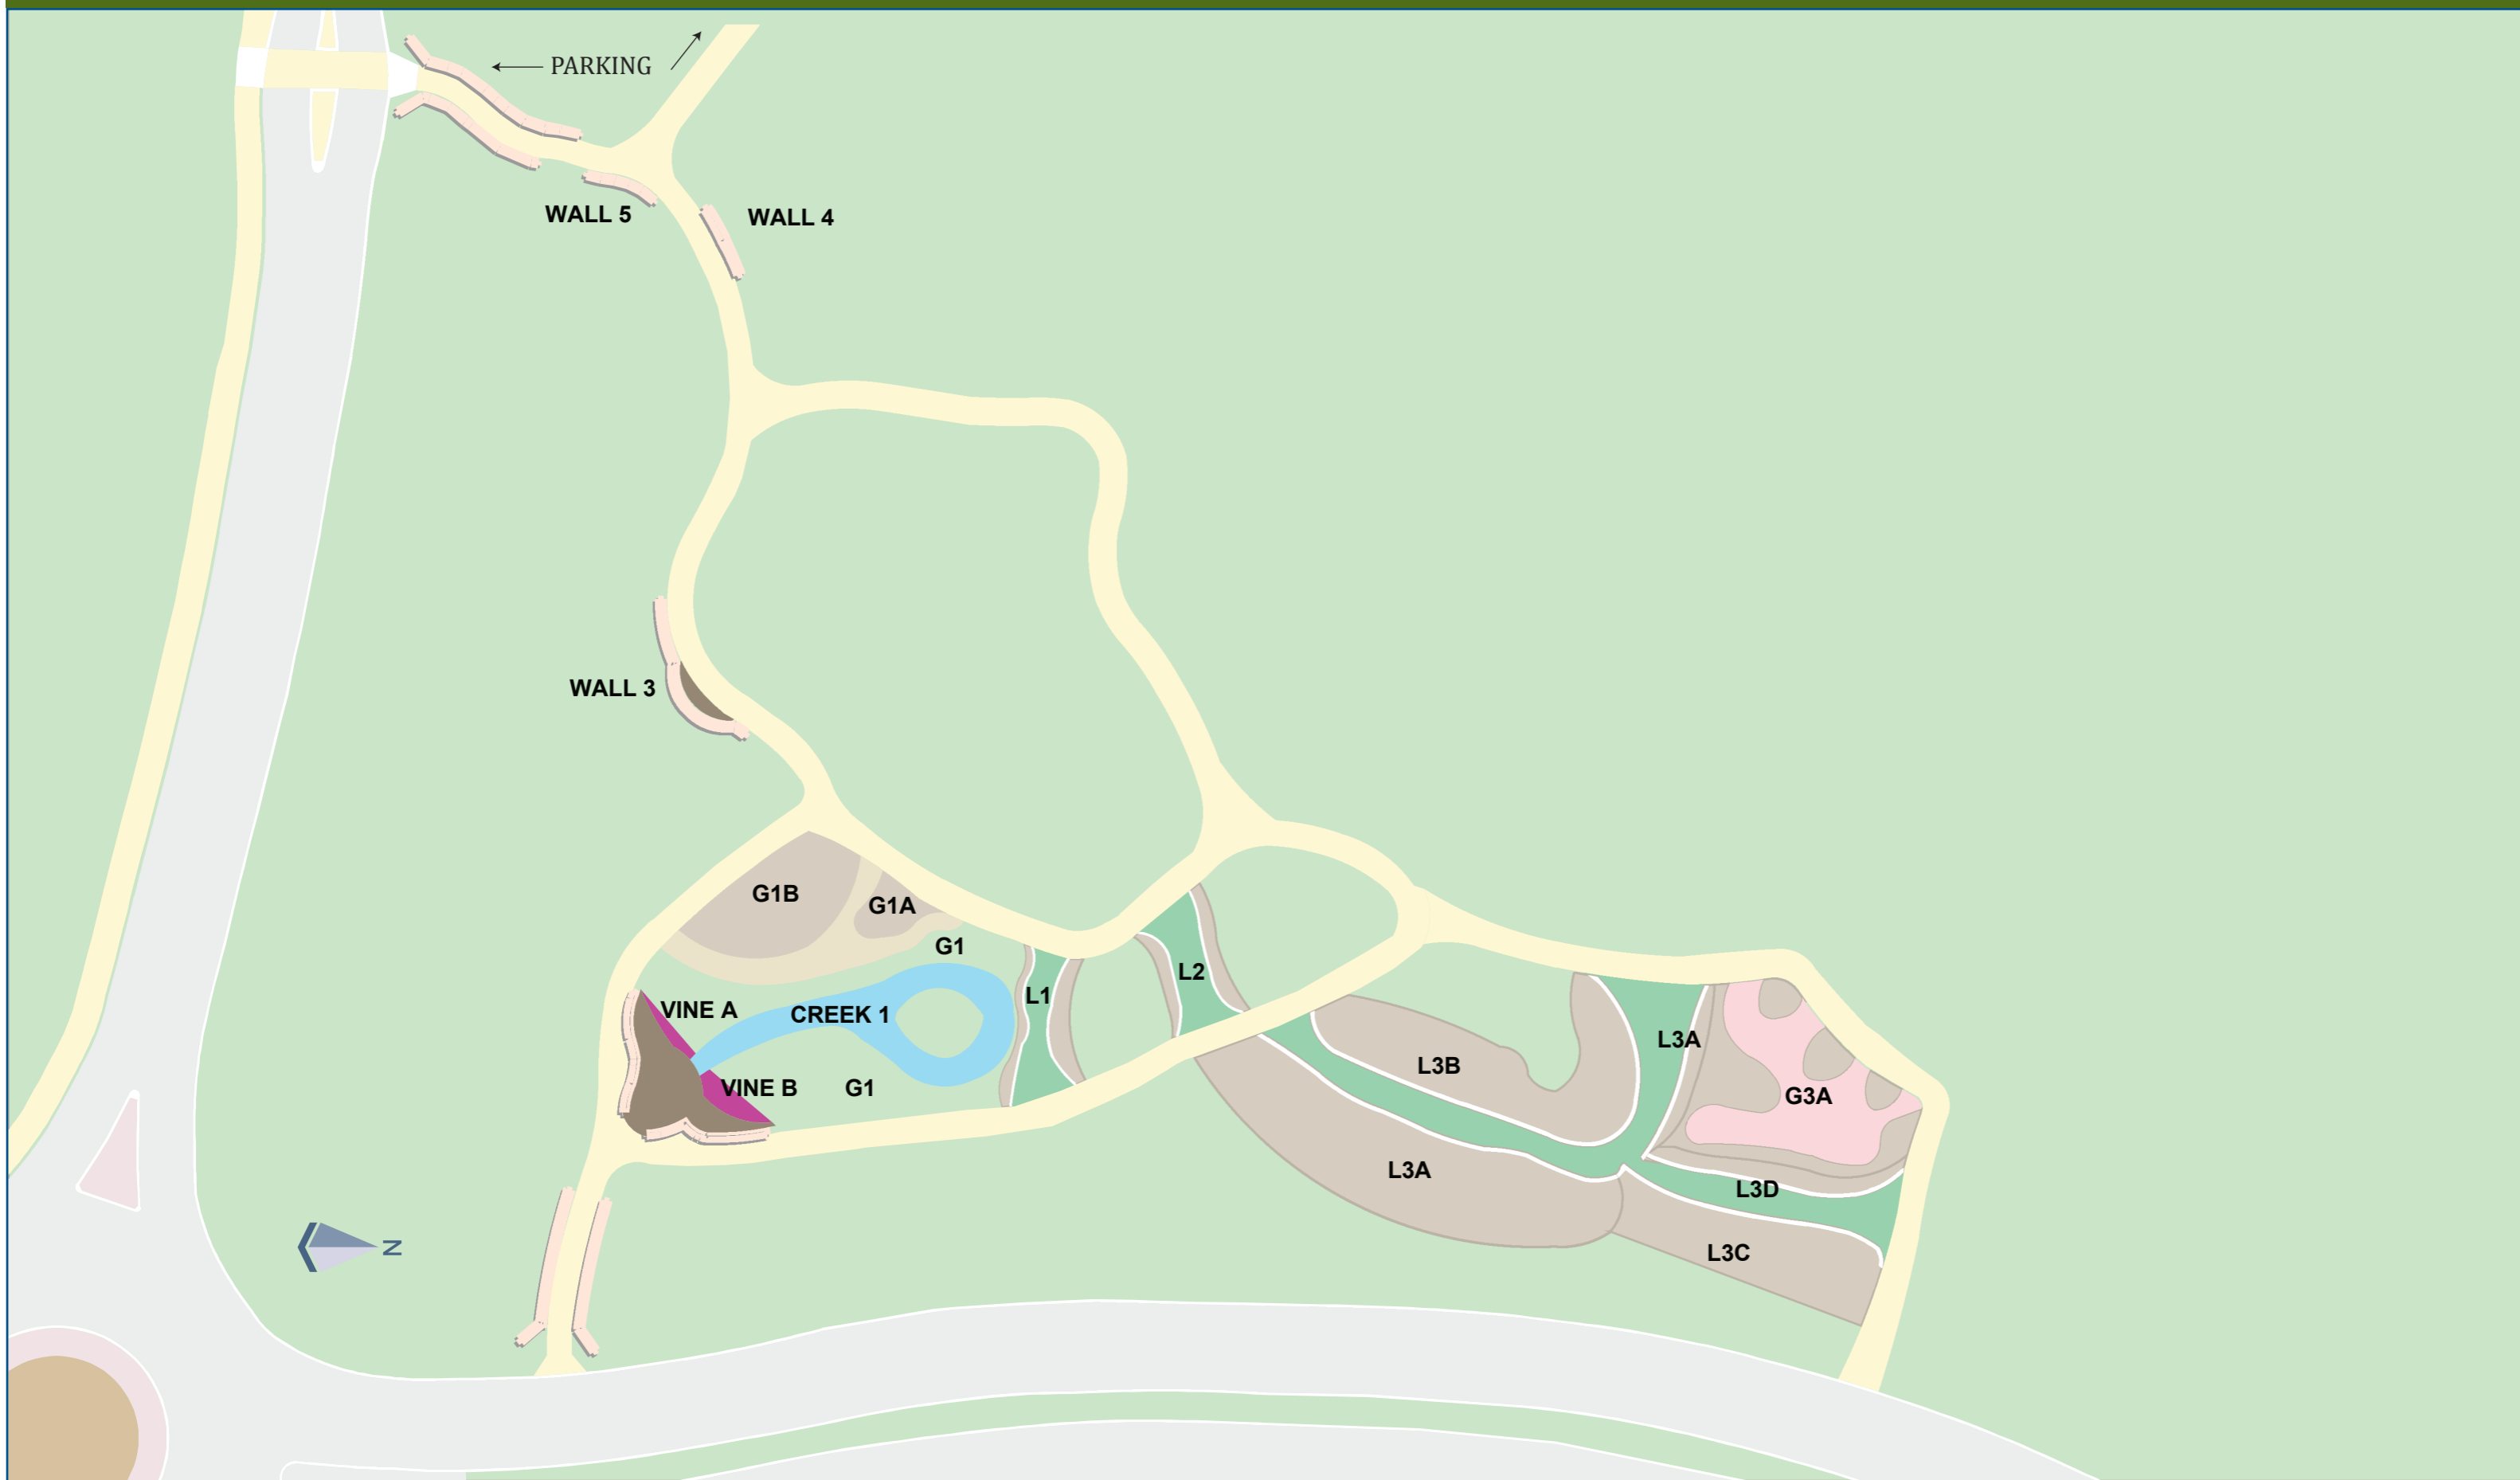 PARKING
WALL 5
WALL 4
WALL 3
G1B
G1A
G1
L2
L1
VINE A
CREEK 1
L3A
L3B
VINE B
G1
G3A
L3A
L3D
N
L3C